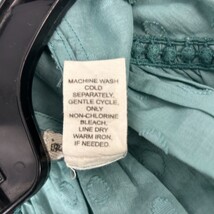 MACHINE WASH
COLD
SEPARATELY,
GENTLE CYCLE.
ONLY
NON-CHLORINE
BLEACH.
LINE DRY
WARM IRON,
IF NEEDED.